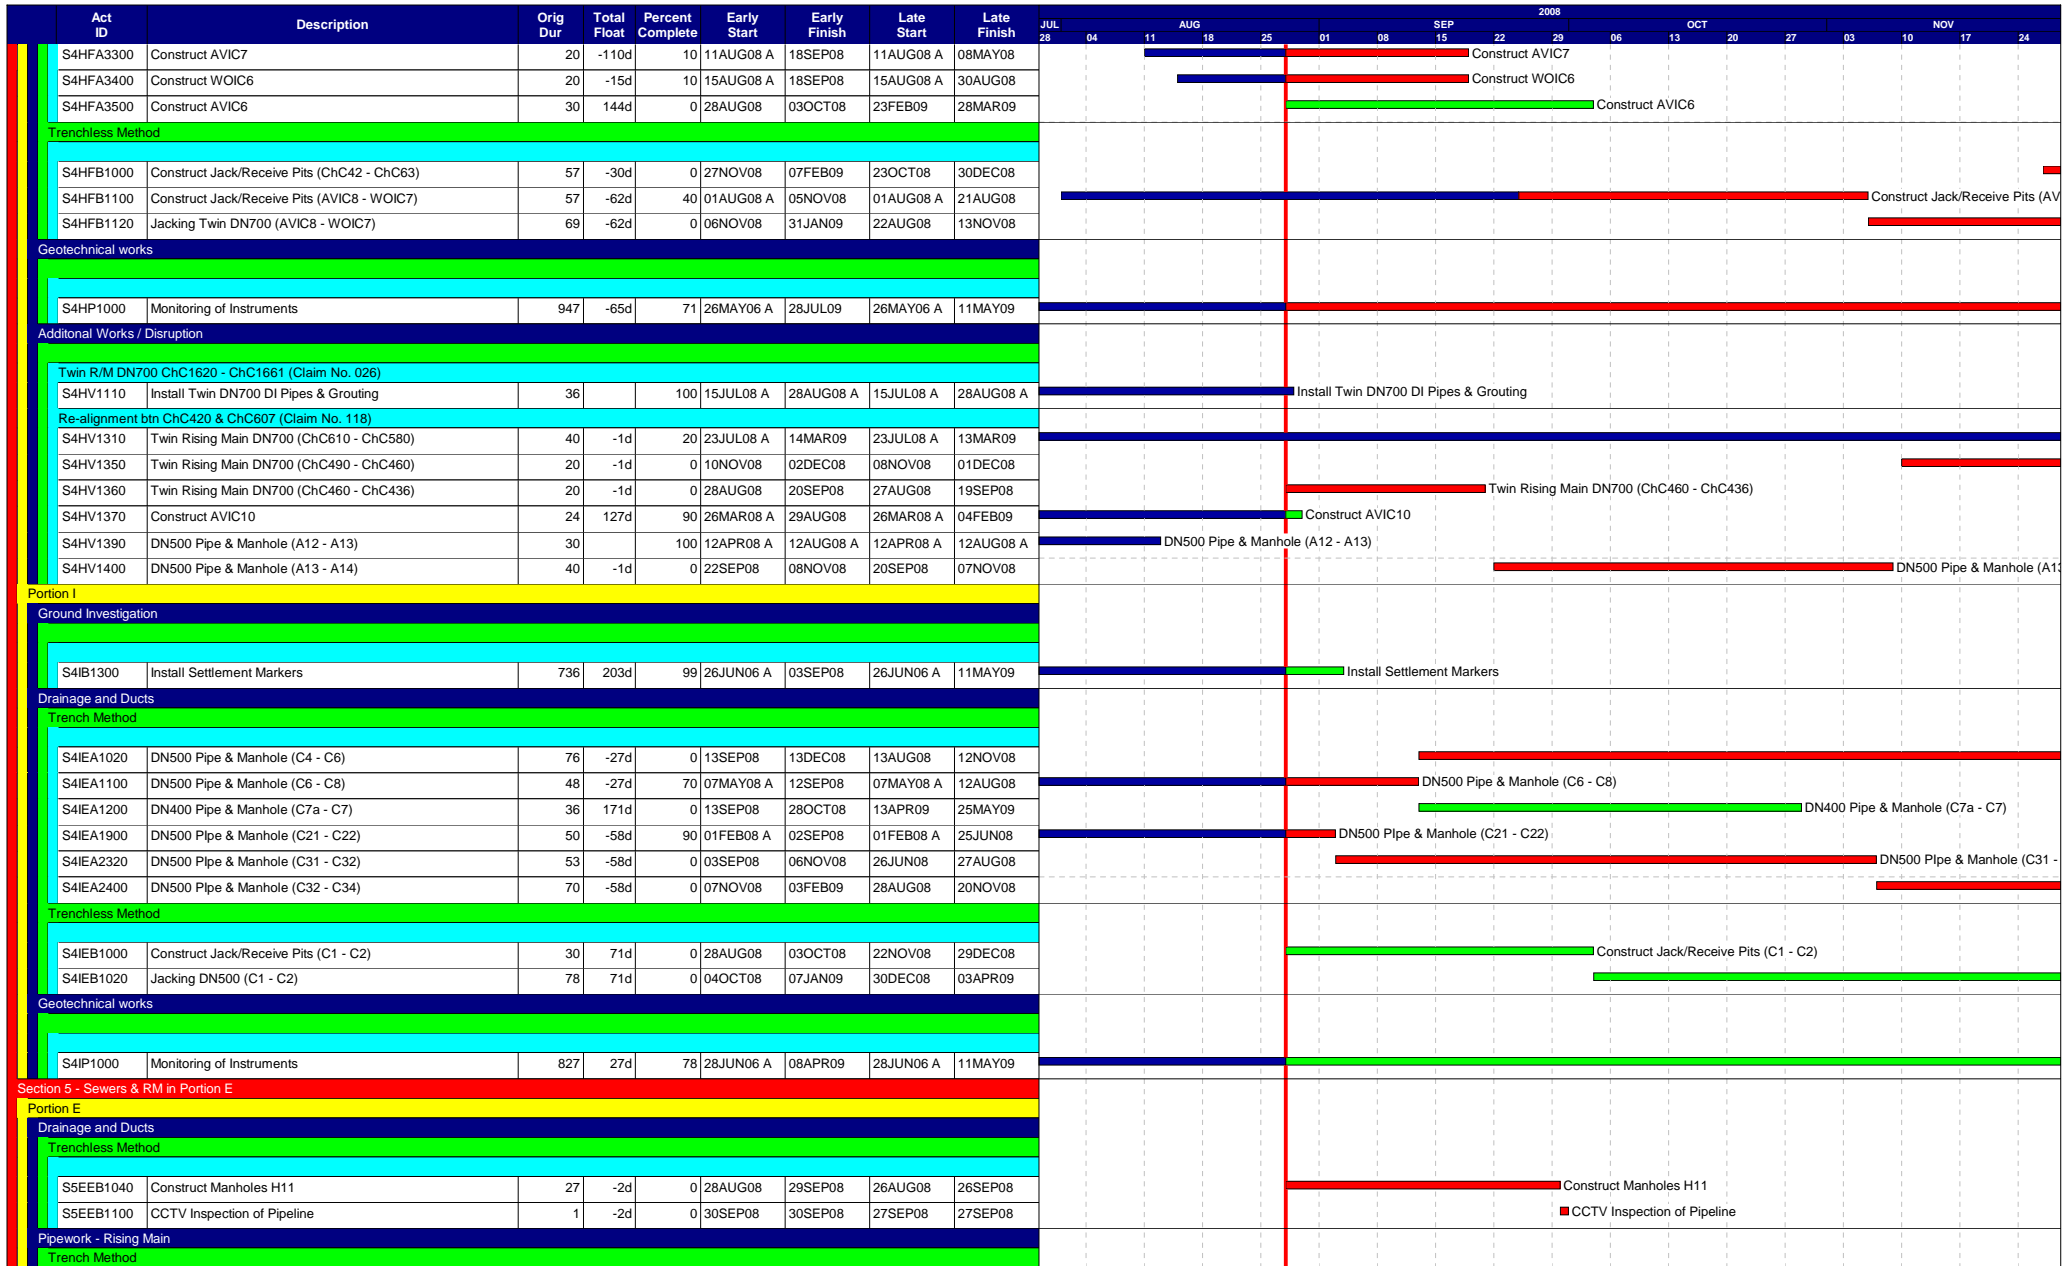 Act ID Description Orig Dur Total Float Percent Complete Early Start Early Finish Late Start Late Finish
2008
JUL AUG SEP OCT NOV
28 04 11 18 25 01 08 15 22 29 06 13 20 27 03 10 17 24
S4HFA3300 Construct AVIC7 20 -110d 10 11AUG08 A 18SEP08 11AUG08 A 08MAY08 Construct AVIC7
S4HFA3400 Construct WOIC6 20 -15d 10 15AUG08 A 18SEP08 15AUG08 A 30AUG08 Construct WOIC6
S4HFA3500 Construct AVIC6 30 144d 0 28AUG08 03OCT08 23FEB09 28MAR09 Construct AVIC6
Trenchless Method
S4HFB1000 Construct Jack/Receive Pits (ChC42 - ChC63) 57 -30d 0 27NOV08 07FEB09 23OCT08 30DEC08
S4HFB1100 Construct Jack/Receive Pits (AVIC8 - WOIC7) 57 -62d 40 01AUG08 A 05NOV08 01AUG08 A 21AUG08 Construct Jack/Receive Pits (AV
S4HFB1120 Jacking Twin DN700 (AVIC8 - WOIC7) 69 -62d 0 06NOV08 31JAN09 22AUG08 13NOV08
Geotechnical works
S4HP1000 Monitoring of Instruments 947 -65d 71 26MAY06 A 28JUL09 26MAY06 A 11MAY09
Additonal Works / Disruption
Twin R/M DN700 ChC1620 - ChC1661 (Claim No. 026)
S4HV1110 Install Twin DN700 DI Pipes & Grouting 36 100 15JUL08 A 28AUG08 A 15JUL08 A 28AUG08 A Install Twin DN700 DI Pipes & Grouting
Re-alignment btn ChC420 & ChC607 (Claim No. 118)
S4HV1310 Twin Rising Main DN700 (ChC610 - ChC580) 40 -1d 20 23JUL08 A 14MAR09 23JUL08 A 13MAR09
S4HV1350 Twin Rising Main DN700 (ChC490 - ChC460) 20 -1d 0 10NOV08 02DEC08 08NOV08 01DEC08
S4HV1360 Twin Rising Main DN700 (ChC460 - ChC436) 20 -1d 0 28AUG08 20SEP08 27AUG08 19SEP08 Twin Rising Main DN700 (ChC460 - ChC436)
S4HV1370 Construct AVIC10 24 127d 90 26MAR08 A 29AUG08 26MAR08 A 04FEB09 Construct AVIC10
S4HV1390 DN500 Pipe & Manhole (A12 - A13) 30 100 12APR08 A 12AUG08 A 12APR08 A 12AUG08 A DN500 Pipe & Manhole (A12 - A13)
S4HV1400 DN500 Pipe & Manhole (A13 - A14) 40 -1d 0 22SEP08 08NOV08 20SEP08 07NOV08 DN500 Pipe & Manhole (A13
Portion I
Ground Investigation
S4IB1300 Install Settlement Markers 736 203d 99 26JUN06 A 03SEP08 26JUN06 A 11MAY09 Install Settlement Markers
Drainage and Ducts
Trench Method
S4IEA1020 DN500 Pipe & Manhole (C4 - C6) 76 -27d 0 13SEP08 13DEC08 13AUG08 12NOV08
S4IEA1100 DN500 Pipe & Manhole (C6 - C8) 48 -27d 70 07MAY08 A 12SEP08 07MAY08 A 12AUG08 DN500 Pipe & Manhole (C6 - C8)
S4IEA1200 DN400 Pipe & Manhole (C7a - C7) 36 171d 0 13SEP08 28OCT08 13APR09 25MAY09 DN400 Pipe & Manhole (C7a - C7)
S4IEA1900 DN500 PIpe & Manhole (C21 - C22) 50 -58d 90 01FEB08 A 02SEP08 01FEB08 A 25JUN08 DN500 PIpe & Manhole (C21 - C22)
S4IEA2320 DN500 PIpe & Manhole (C31 - C32) 53 -58d 0 03SEP08 06NOV08 26JUN08 27AUG08 DN500 PIpe & Manhole (C31 -
S4IEA2400 DN500 PIpe & Manhole (C32 - C34) 70 -58d 0 07NOV08 03FEB09 28AUG08 20NOV08
Trenchless Method
S4IEB1000 Construct Jack/Receive Pits (C1 - C2) 30 71d 0 28AUG08 03OCT08 22NOV08 29DEC08 Construct Jack/Receive Pits (C1 - C2)
S4IEB1020 Jacking DN500 (C1 - C2) 78 71d 0 04OCT08 07JAN09 30DEC08 03APR09
Geotechnical works
S4IP1000 Monitoring of Instruments 827 27d 78 28JUN06 A 08APR09 28JUN06 A 11MAY09
Section 5 - Sewers & RM in Portion E
Portion E
Drainage and Ducts
Trenchless Method
S5EEB1040 Construct Manholes H11 27 -2d 0 28AUG08 29SEP08 26AUG08 26SEP08 Construct Manholes H11
S5EEB1100 CCTV Inspection of Pipeline 1 -2d 0 30SEP08 30SEP08 27SEP08 27SEP08 CCTV Inspection of Pipeline
Pipework - Rising Main
Trench Method